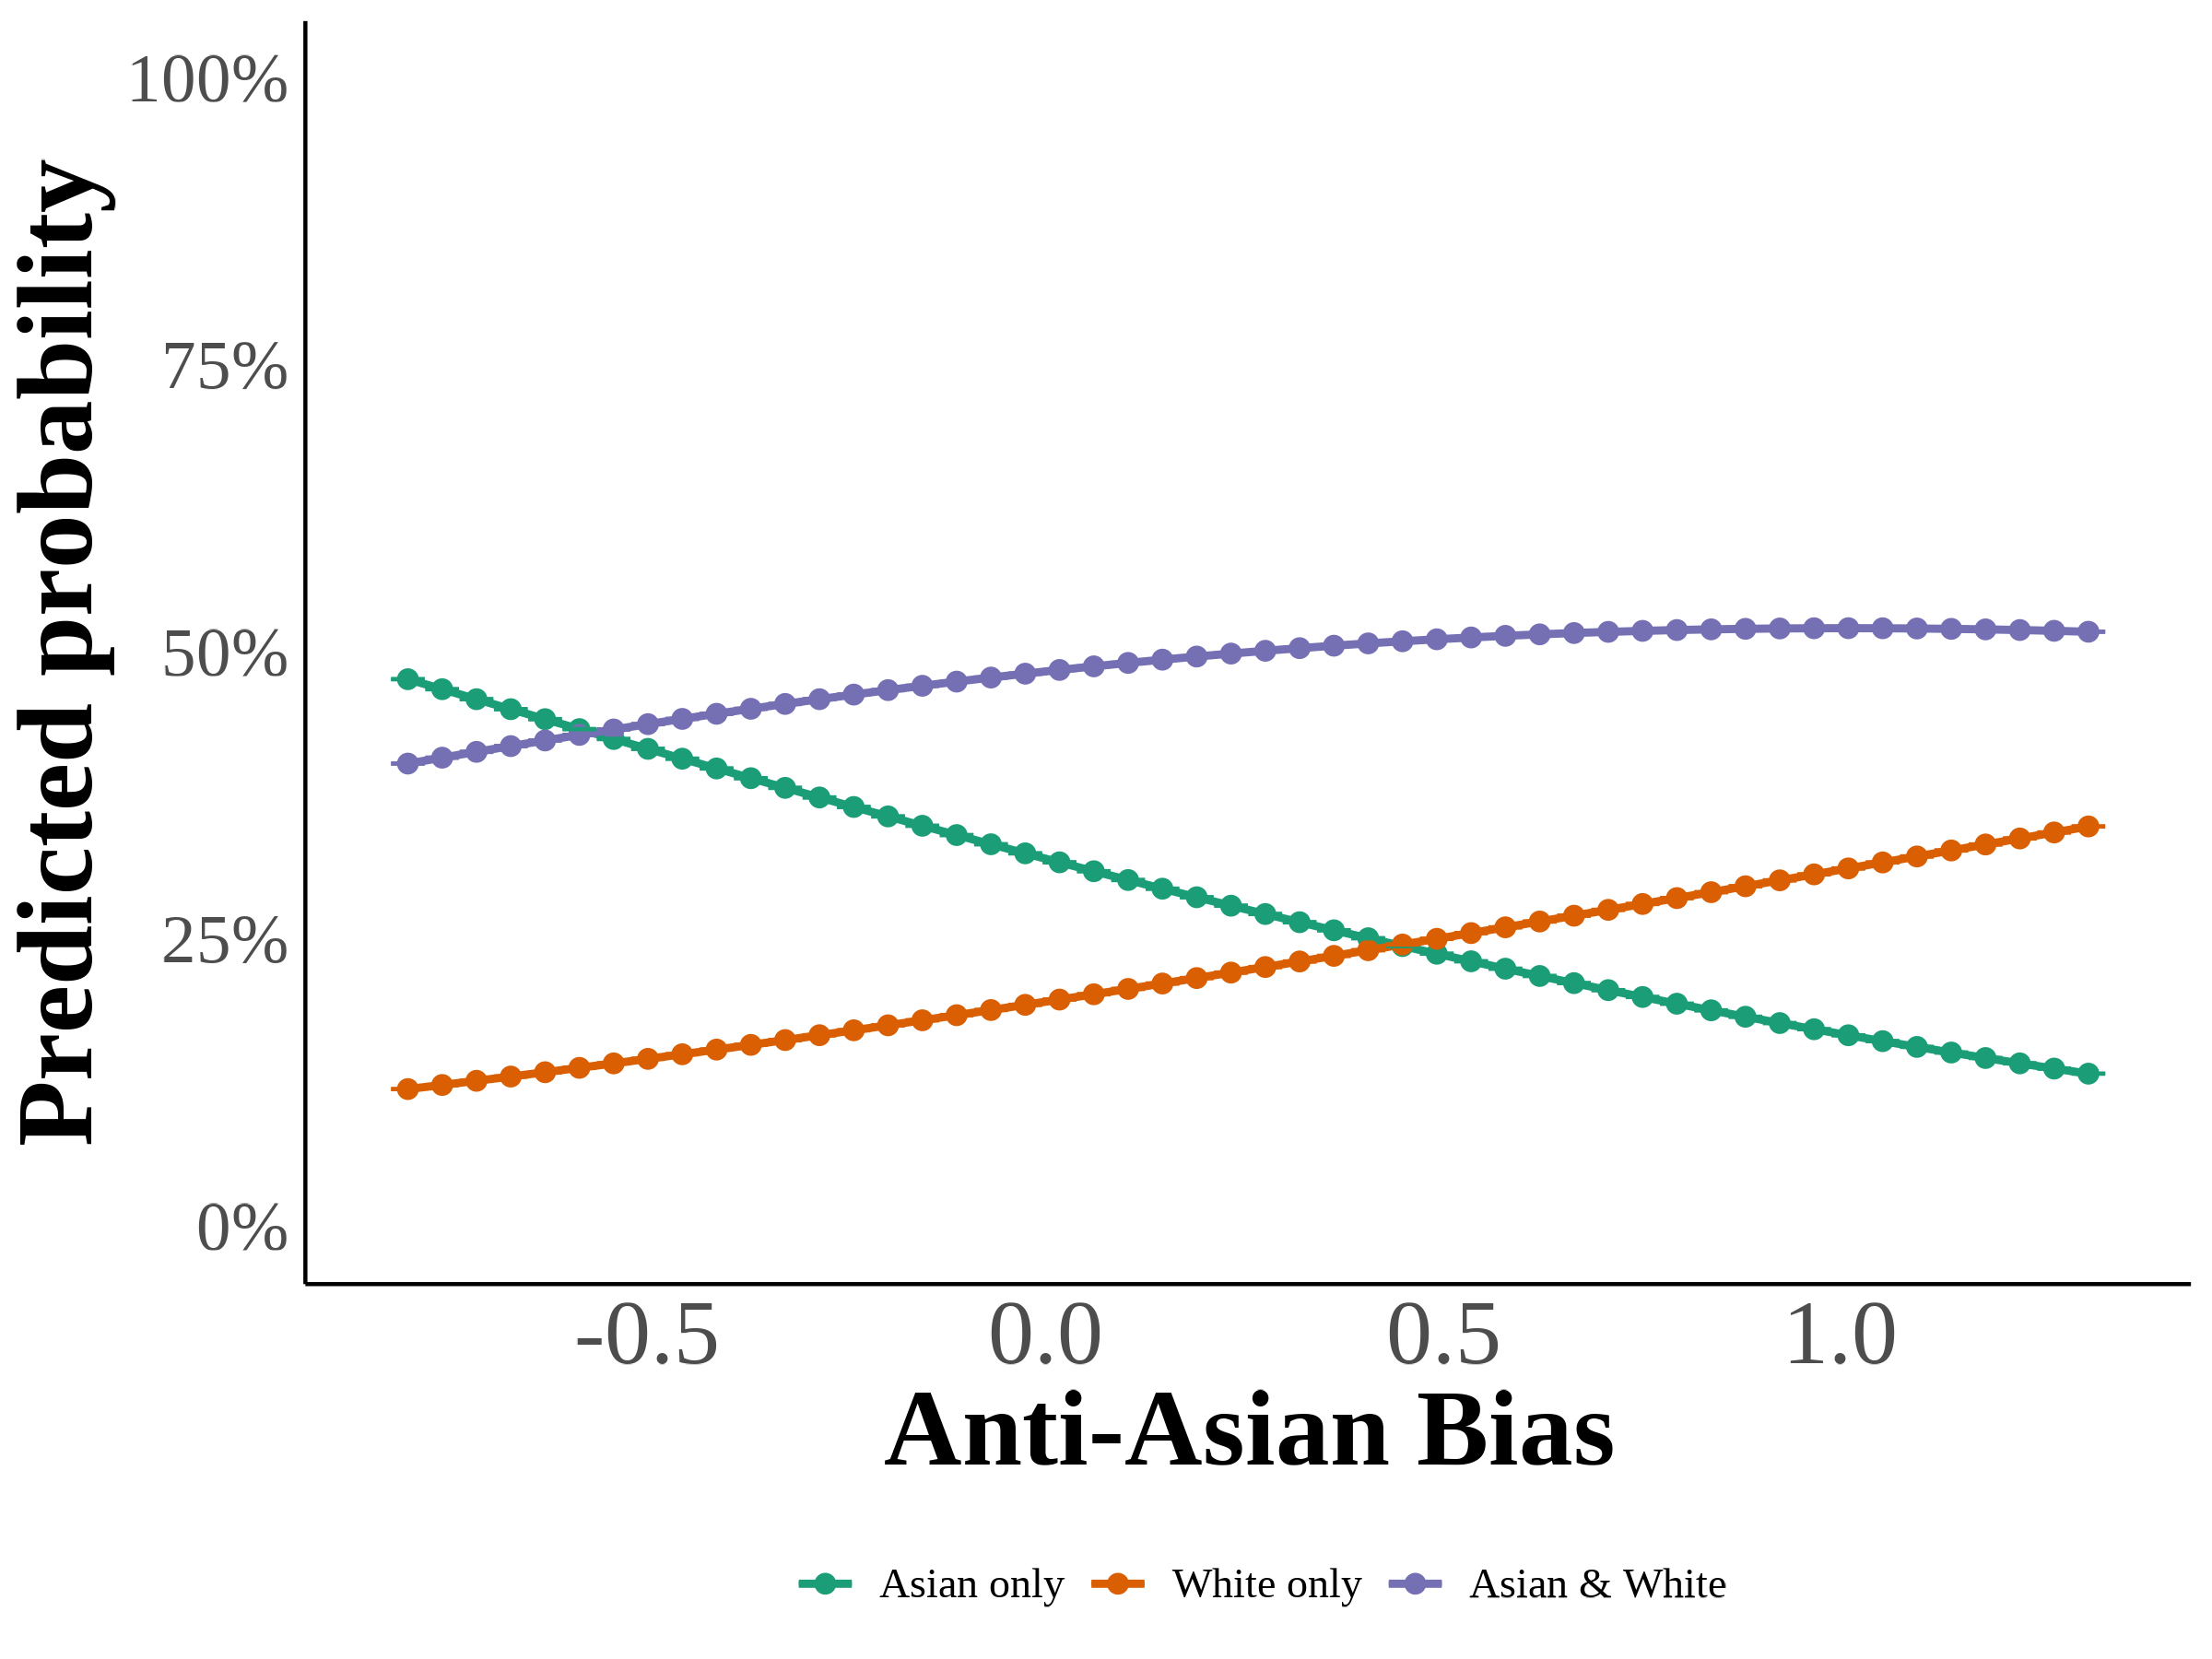 Predicted probability
100%
75%
50%
25%
0%
-0.5 0.0 0.5 1.0
Anti-Asian Bias
Asian only White only Asian & White